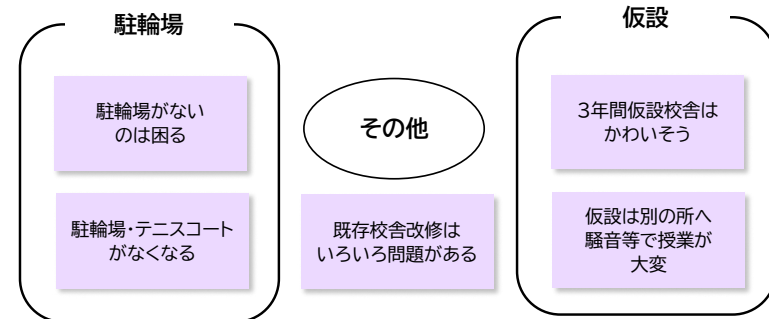 駐輪場
駐輪場がない
のは困る
駐輪場・テニスコート
がなくなる
その他
既存校舎改修は
いろいろ問題がある
仮設
3年間仮設校舎は
かわいそう
仮設は別の所へ
騒音等で授業が
大変